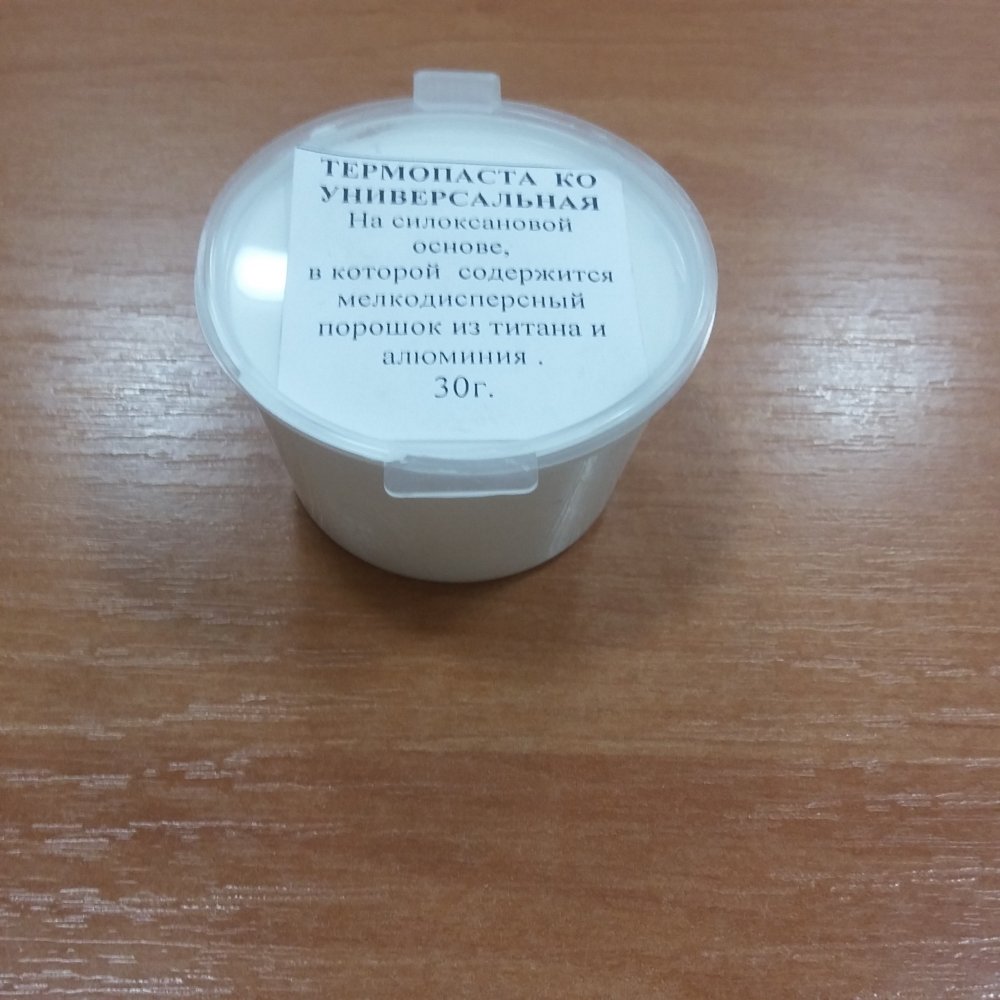 ТЕРМОПАСТА КО
УНИВЕРСАЛЬНАЯ
На силоксановой
основе,
в которой содержится
мелкодисперсный
порошок из титана и
алюминия .
30г.